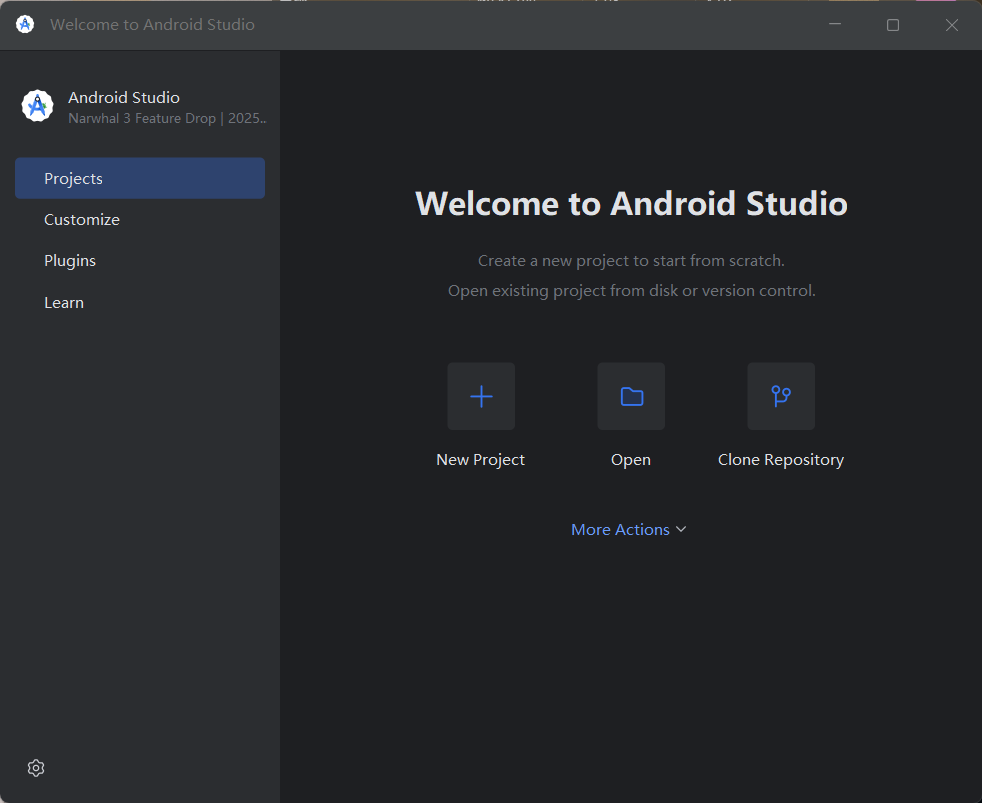 Welcome to Android Studio
Android Studio
Narwhal 3 Feature Drop | 2025..
Projects
Customize
Plugins
Learn
Welcome to Android Studio
Create a new project to start from scratch.
Open existing project from disk or version control.
New Project
Open
Clone Repository
More Actions